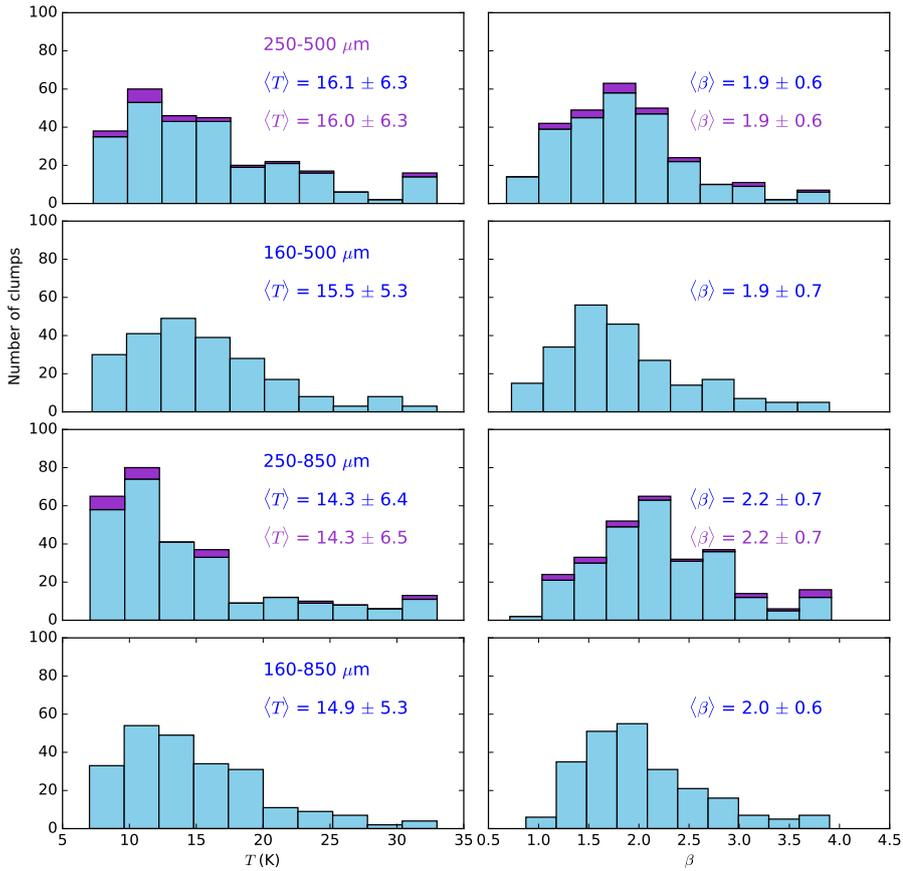 100
80
60
40
20
0
250-500 μm
⟨T⟩ = 16.1 ± 6.3
⟨T⟩ = 16.0 ± 6.3
⟨β⟩ = 1.9 ± 0.6
⟨β⟩ = 1.9 ± 0.6
100
80
60
40
20
0
160-500 μm
⟨T⟩ = 15.5 ± 5.3
⟨β⟩ = 1.9 ± 0.7
Number of clumps
100
80
60
40
20
0
250-850 μm
⟨T⟩ = 14.3 ± 6.4
⟨T⟩ = 14.3 ± 6.5
⟨β⟩ = 2.2 ± 0.7
⟨β⟩ = 2.2 ± 0.7
100
80
60
40
20
0
160-850 μm
⟨T⟩ = 14.9 ± 5.3
⟨β⟩ = 2.0 ± 0.6
5 10 15 20 25 30 35
T (K)
0.5 1.0 1.5 2.0 2.5 3.0 3.5 4.0 4.5
β